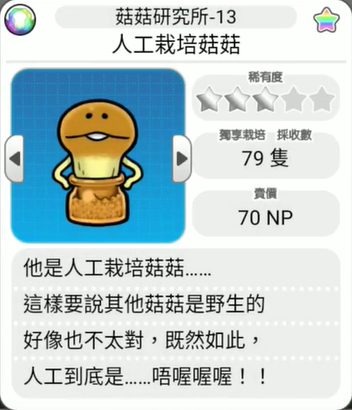 菇菇研究所-13
人工栽培菇菇
稀有度
獨享栽培 採收數
79 隻
賣價
70 NP
他是人工栽培菇菇……
這樣要說其他菇菇是野生的
好像也不太對，既然如此，
人工到底是……唔喔喔喔！！